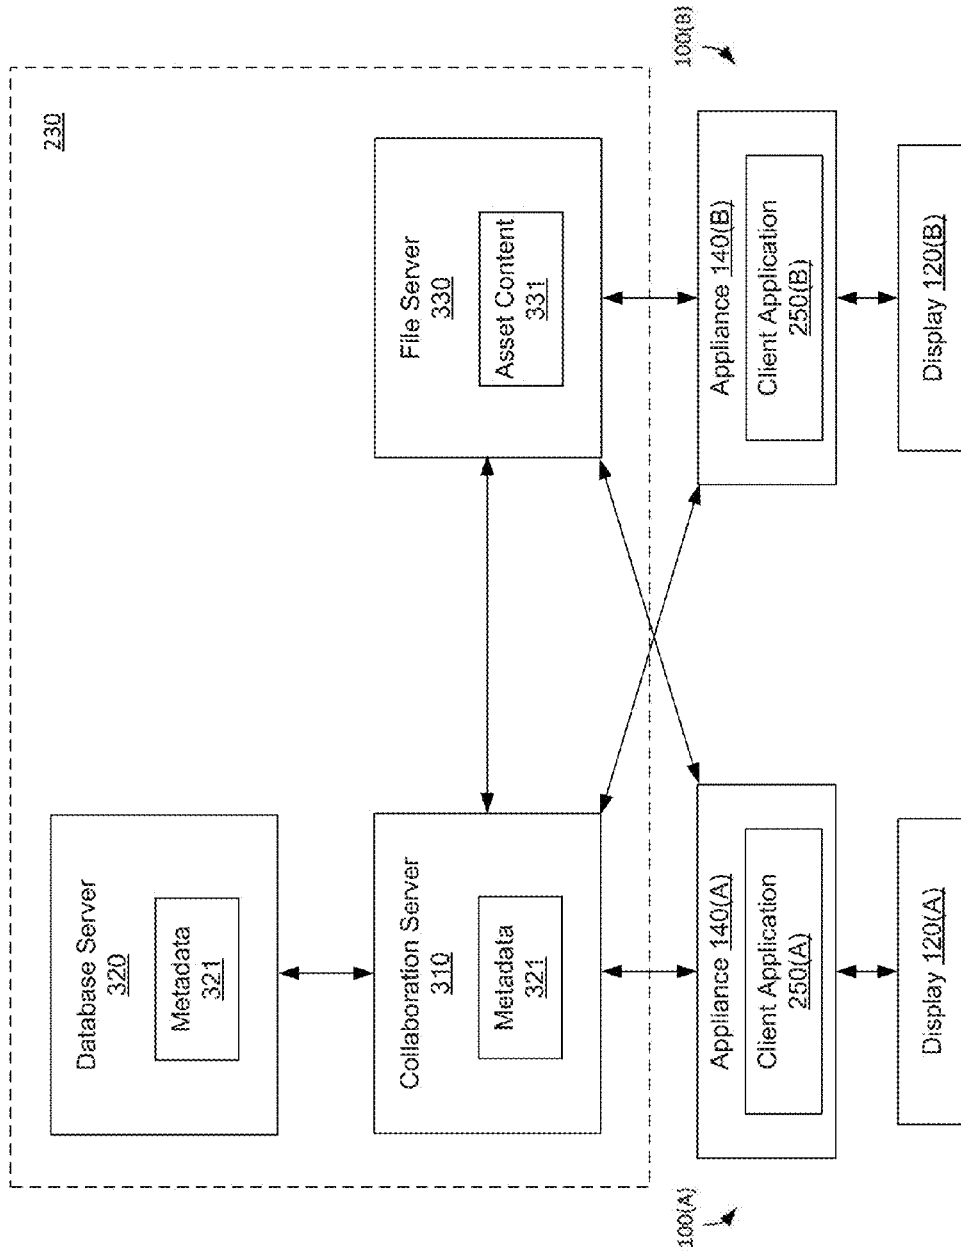 230
Database Server
320
Metadata
321
Collaboration Server
310
Metadata
321
File Server
330
Asset Content
331
100(A)
Appliance 140(A)
Client Application
250(A)
Appliance 140(B)
Client Application
250(B)
100(B)
Display 120(A)
Display 120(B)